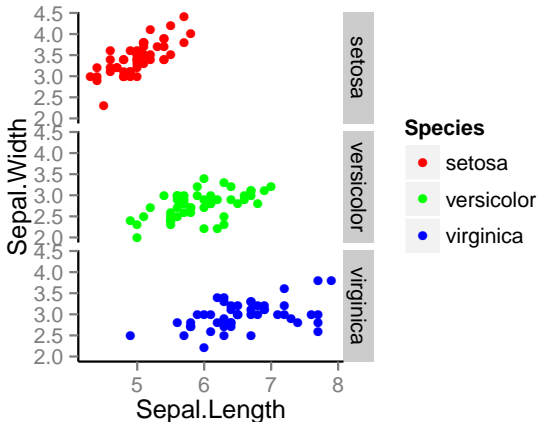 Sepal.Width
4.5
4.0
3.5
3.0
2.5
2.0
setosa
4.5
4.0
3.5
3.0
2.5
2.0
versicolor
4.5
4.0
3.5
3.0
2.5
2.0
virginica
5 6 7 8
Sepal.Length
Species
setosa
versicolor
virginica